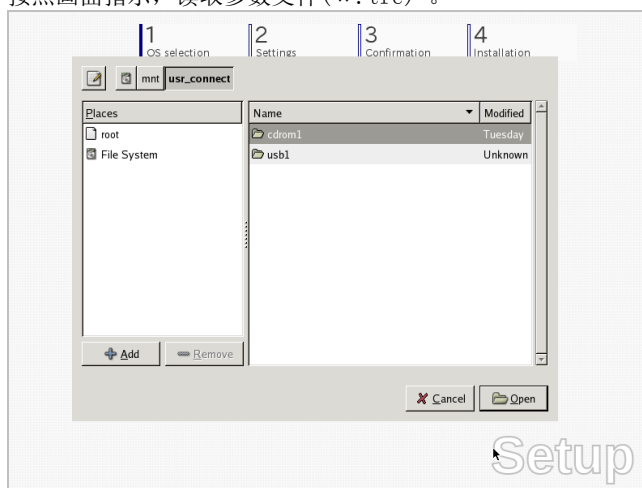 按照画面指示，读取参数文件(*.tre) 。
1 2 3 4
OS selection Settings Confirmation Installation
mnt usr_connect
Places
root
File System
Name Modified
cdrom1 Tuesday
usb1 Unknown
Add Remove
Cancel Open
Setup